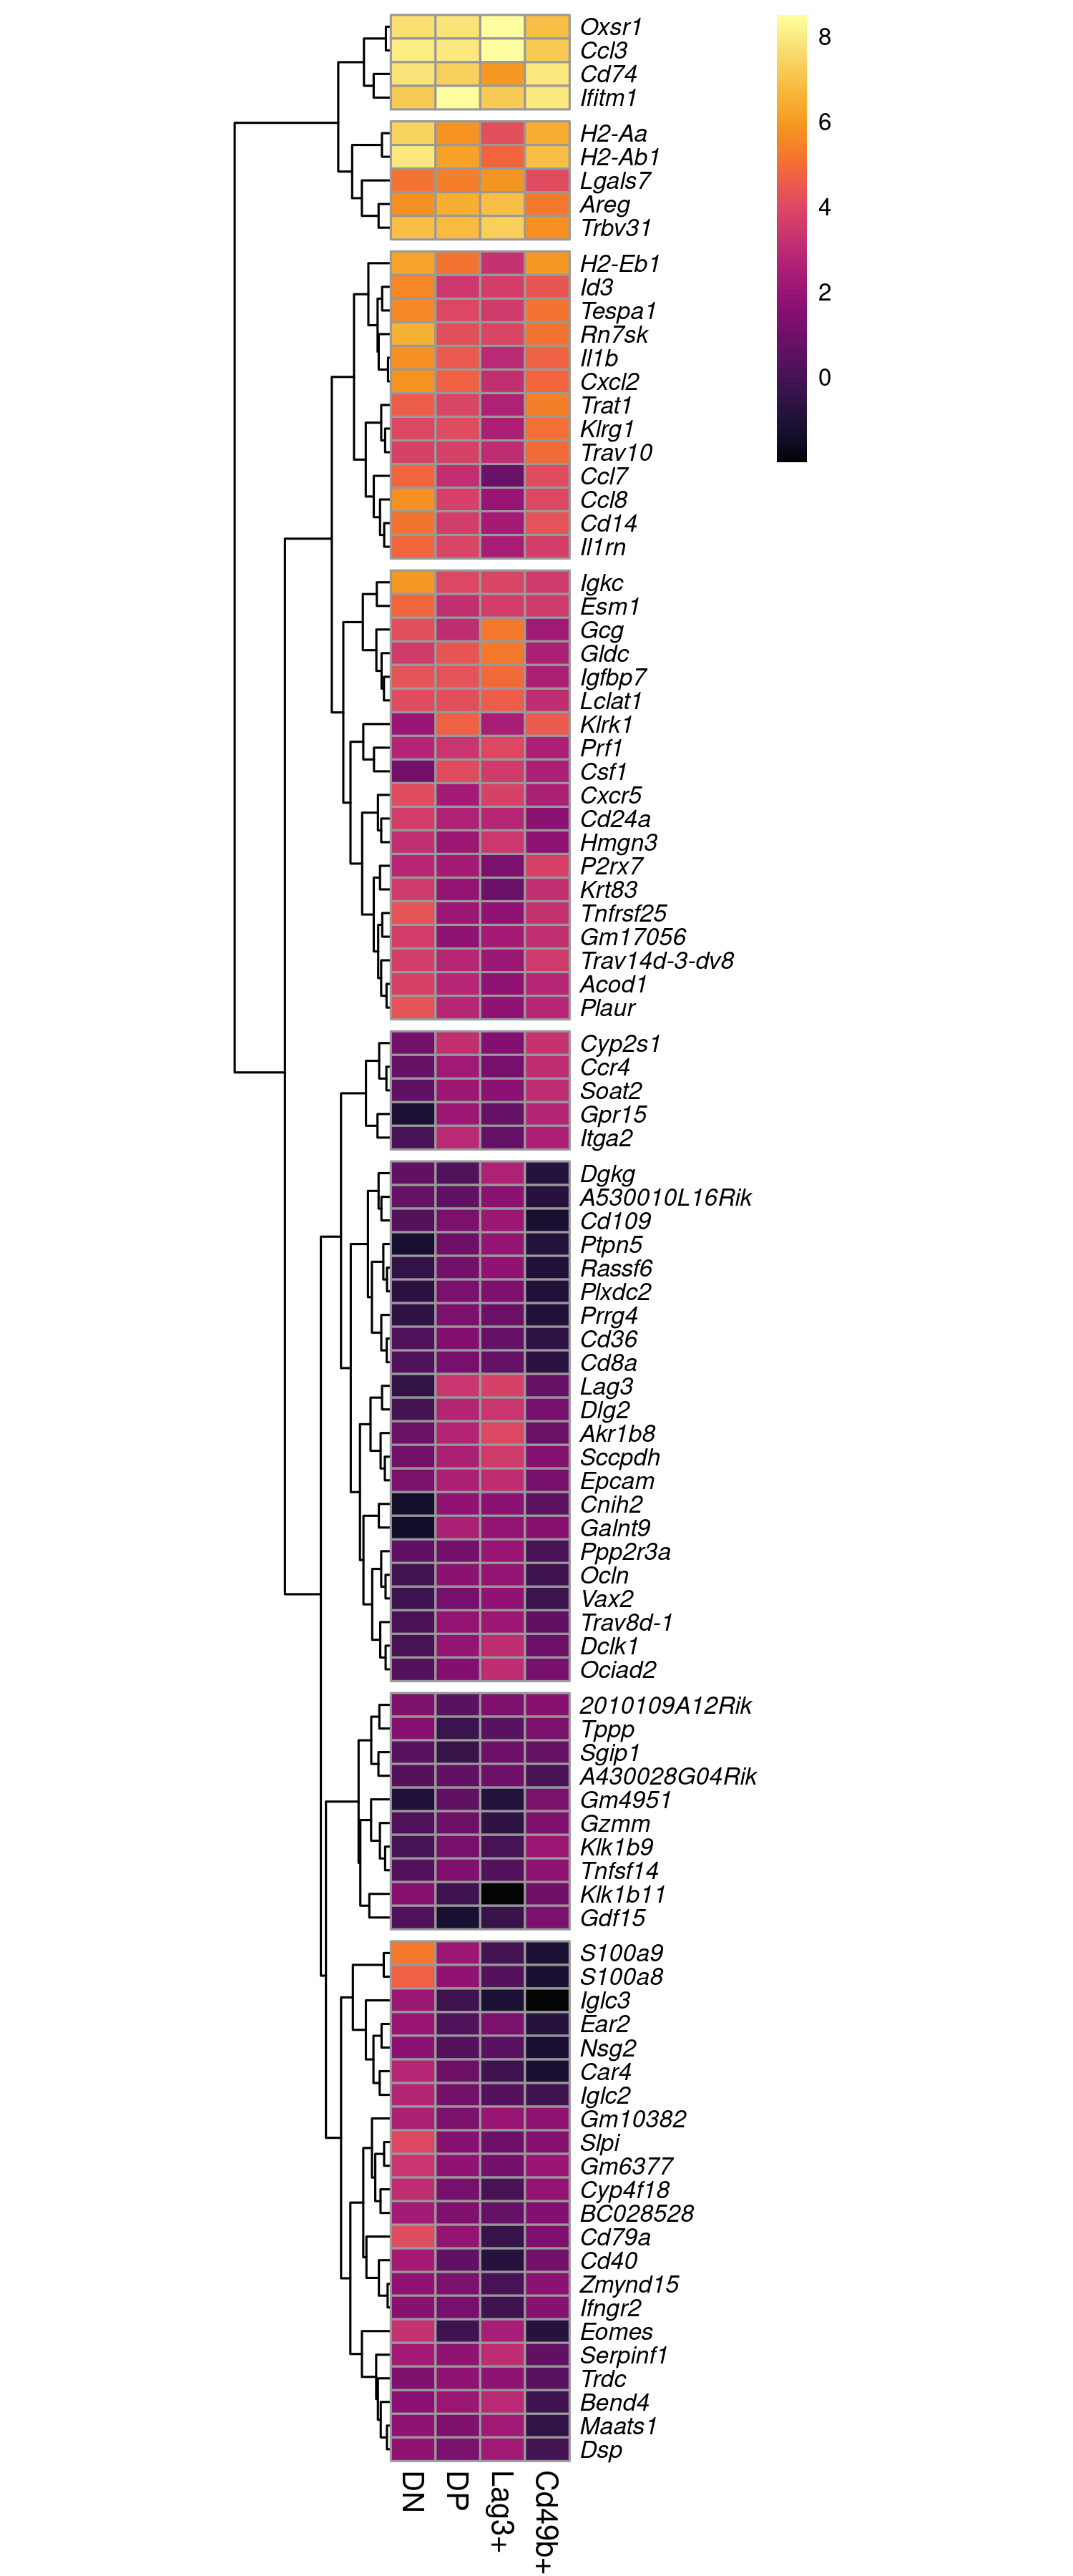 Oxsr1
Ccl3
Cd74
Ifitm1
H2-Aa
H2-Ab1
Lgals7
Areg
Trbv31
H2-Eb1
Id3
Tespa1
Rn7sk
Il1b
Cxcl2
Trat1
Klrg1
Trav10
Ccl7
Ccl8
Cd14
Il1rn
Igkc
Esm1
Gcg
Gldc
Igfbp7
Lclat1
Klrk1
Prf1
Csf1
Cxcr5
Cd24a
Hmgn3
P2rx7
Krt83
Tnfrsf25
Gm17056
Trav14d-3-dv8
Acod1
Plaur
Cyp2s1
Ccr4
Soat2
Gpr15
Itga2
Dgkg
A530010L16Rik
Cd109
Ptpn5
Rassf6
Plxdc2
Prrg4
Cd36
Cd8a
Lag3
Dlg2
Akr1b8
Sccpdh
Epcam
Cnih2
Galnt9
Ppp2r3a
Ocln
Vax2
Trav8d-1
Dclk1
Ociad2
2010109A12Rik
Tppp
Sgip1
A430028G04Rik
Gm4951
Gzmm
Klk1b9
Tnfsf14
Klk1b11
Gdf15
S100a9
S100a8
Iglc3
Ear2
Nsg2
Car4
Iglc2
Gm10382
Slpi
Gm6377
Cyp4f18
BC028528
Cd79a
Cd40
Zmynd15
Ifngr2
Eomes
Serpinf1
Trdc
Bend4
Maats1
Dsp
DN
DP
Lag3+
Cd49b+
8
6
4
2
0